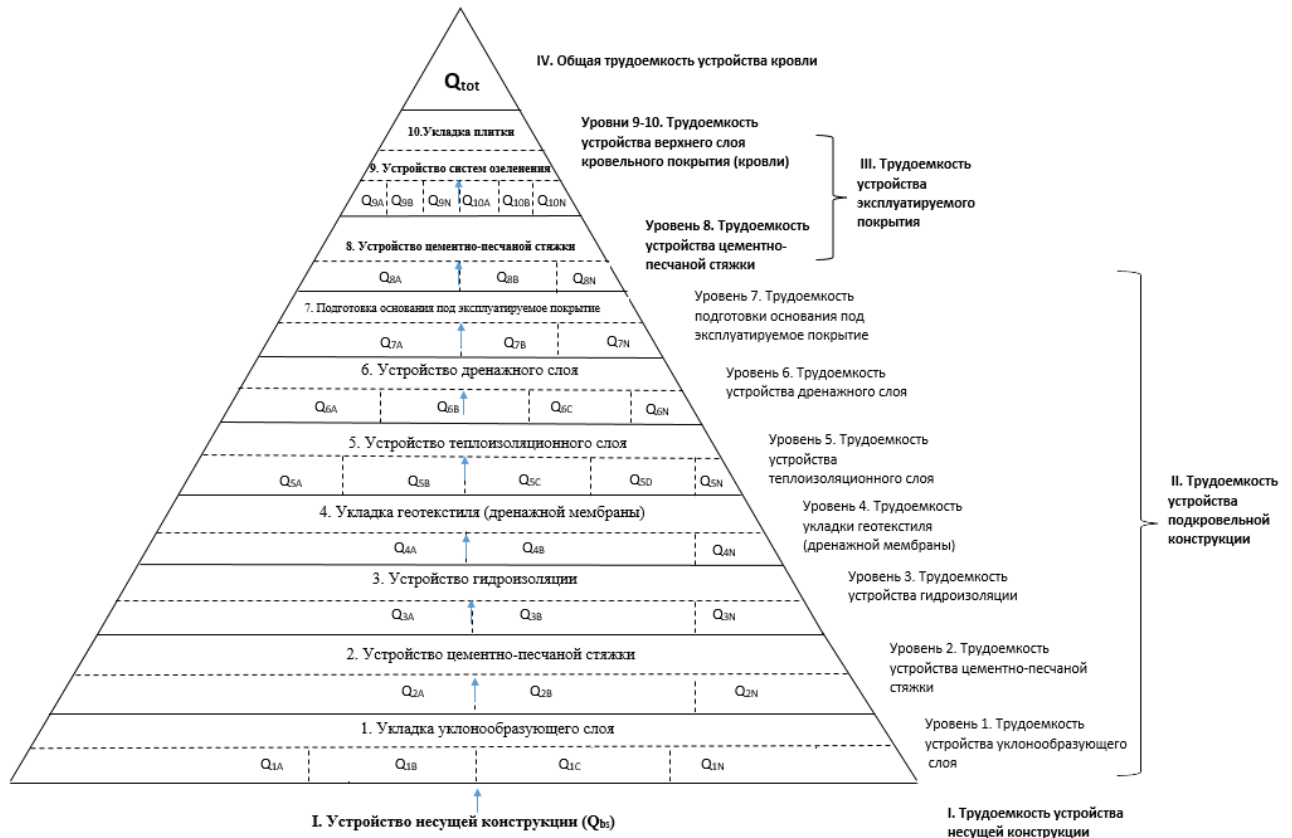 Qtot
IV. Общая трудоемкость устройства кровли
10.Укладка плитки
Уровни 9-10. Трудоемкость
устройства верхнего слоя
кровельного покрытия (кровли)
III. Трудоемкость
устройства
эксплуатируемого
покрытия
9. Устройство систем озеленения
Q9A Q9B Q9N Q10A Q10B Q10N
Уровень 8. Трудоемкость
устройства цементно-
песчаной стяжки
8. Устройство цементно-песчаной стяжки
Q8A Q8B Q8N
Уровень 7. Трудоемкость
подготовки основания под
эксплуатируемое покрытие
7. Подготовка основания под эксплуатируемое покрытие
Q7A Q7B Q7N
6. Устройство дренажного слоя
Уровень 6. Трудоемкость
устройства дренажного слоя
Q6A Q6B Q6C Q6N
5. Устройство теплоизоляционного слоя
Уровень 5. Трудоемкость
устройства
теплоизоляционного слоя
Q5A Q5B Q5C Q5D Q5N
II. Трудоемкость
устройства
подкровельной
конструкции
4. Укладка геотекстиля (дренажной мембраны)
Уровень 4. Трудоемкость
укладки геотекстиля
(дренажной мембраны)
Q4A Q4B Q4N
3. Устройство гидроизоляции
Уровень 3. Трудоемкость
устройства гидроизоляции
Q3A Q3B Q3N
2. Устройство цементно-песчаной стяжки
Уровень 2. Трудоемкость
устройства цементно-песчаной
стяжки
Q2A Q2B Q2N
1. Укладка уклонообразующего слоя
Уровень 1. Трудоемкость
устройства уклонообразующего
слоя
Q1A Q1B Q1C Q1N
I. Устройство несущей конструкции (Qbs)
I. Трудоемкость устройства
несущей конструкции